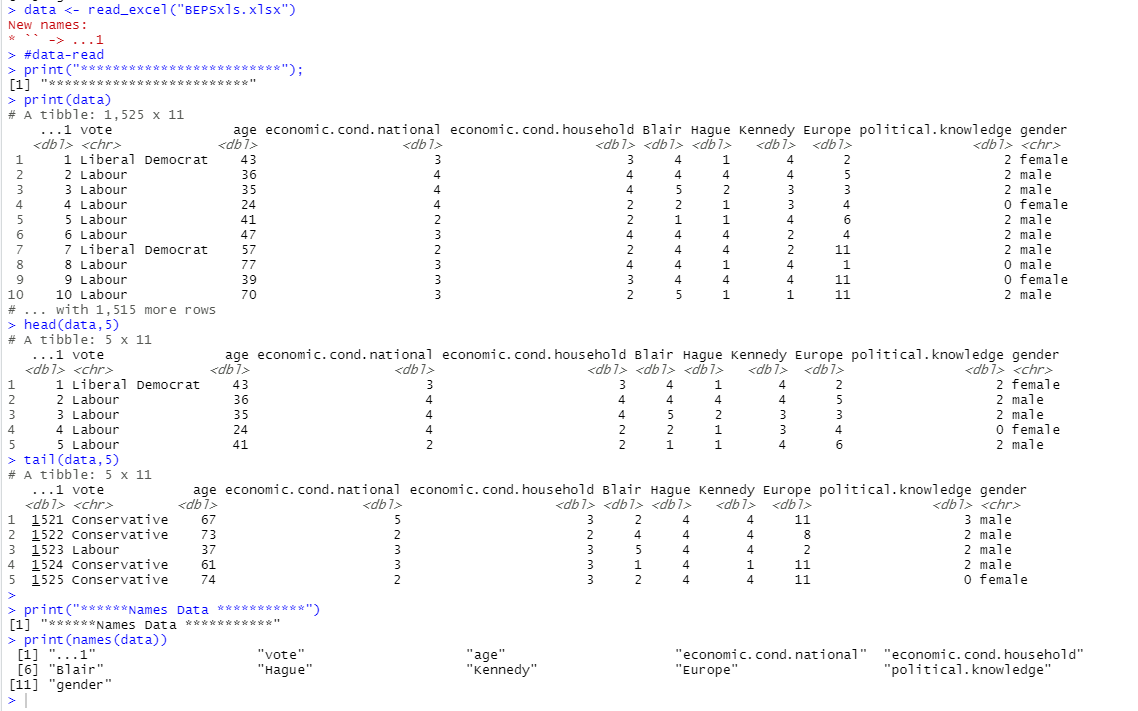 > data <- read_excel("BEPSxls.xlsx")
New names:
* `` -> ...1
> #data-read
> print("*************************");
[1] "*************************"
> print(data)
# A tibble: 1,525 x 11
...1 vote age economic.cond.national economic.cond.household Blair Hague Kennedy Europe political.knowledge gender
<dbl> <chr> <dbl> <dbl> <dbl> <dbl> <dbl> <dbl> <dbl> <dbl> <chr>
1 1 Liberal Democrat 43 3 3 4 1 4 2 2 female
2 2 Labour 36 4 4 4 4 4 5 2 male
3 3 Labour 35 4 4 5 2 3 3 2 male
4 4 Labour 24 4 2 2 1 3 4 0 female
5 5 Labour 41 2 2 1 1 4 6 2 male
6 6 Labour 47 3 4 4 4 2 4 2 male
7 7 Liberal Democrat 57 2 2 4 4 2 11 2 male
8 8 Labour 77 3 4 4 1 4 1 0 male
9 9 Labour 39 3 3 4 4 4 11 0 female
10 10 Labour 70 3 2 5 1 1 11 2 male
# ... with 1,515 more rows
> head(data,5)
# A tibble: 5 x 11
...1 vote age economic.cond.national economic.cond.household Blair Hague Kennedy Europe political.knowledge gender
<dbl> <chr> <dbl> <dbl> <dbl> <dbl> <dbl> <dbl> <dbl> <dbl> <chr>
1 1 Liberal Democrat 43 3 3 4 1 4 2 2 female
2 2 Labour 36 4 4 4 4 4 5 2 male
3 3 Labour 35 4 4 5 2 3 3 2 male
4 4 Labour 24 4 2 2 1 3 4 0 female
5 5 Labour 41 2 2 1 1 4 6 2 male
> tail(data,5)
# A tibble: 5 x 11
...1 vote age economic.cond.national economic.cond.household Blair Hague Kennedy Europe political.knowledge gender
<dbl> <chr> <dbl> <dbl> <dbl> <dbl> <dbl> <dbl> <dbl> <dbl> <chr>
1 1521 Conservative 67 5 3 2 4 4 11 3 male
2 1522 Conservative 73 2 2 4 4 4 8 2 male
3 1523 Labour 37 3 3 5 4 4 2 2 male
4 1524 Conservative 61 3 3 1 4 1 11 2 male
5 1525 Conservative 74 2 3 2 4 4 11 0 female
>
> print("******Names Data ***********")
[1] "******Names Data ***********"
> print(names(data))
[1] "...1" "vote" "age" "economic.cond.national" "economic.cond.household"
[6] "Blair" "Hague" "Kennedy" "Europe" "political.knowledge"
[11] "gender"
>